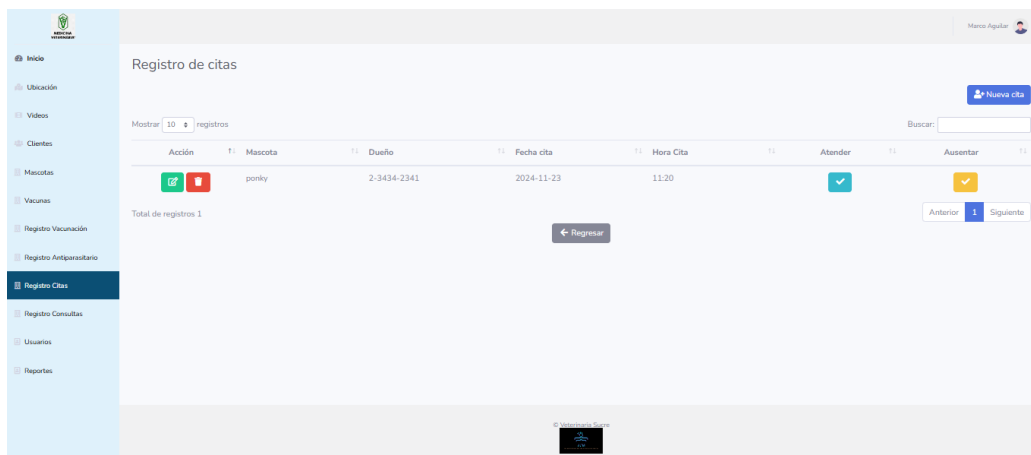 MEDICINA
VETERINARIA
Marco Aguilar
Inicio
Ubicación
Videos
Clientes
Mascotas
Vacunas
Registro Vacunación
Registro Antiparasitario
Registro Citas
Registro Consultas
Usuarios
Reportes
Registro de citas
Nueva cita
Mostrar 10 registros
Buscar:
Acción Mascota Dueño Fecha cita Hora Cita Atender Ausentar
ponky 2-3434-2341 2024-11-23 11:20
Total de registros 1
Anterior 1 Siguiente
Regresar
© Veterinaria Sucre